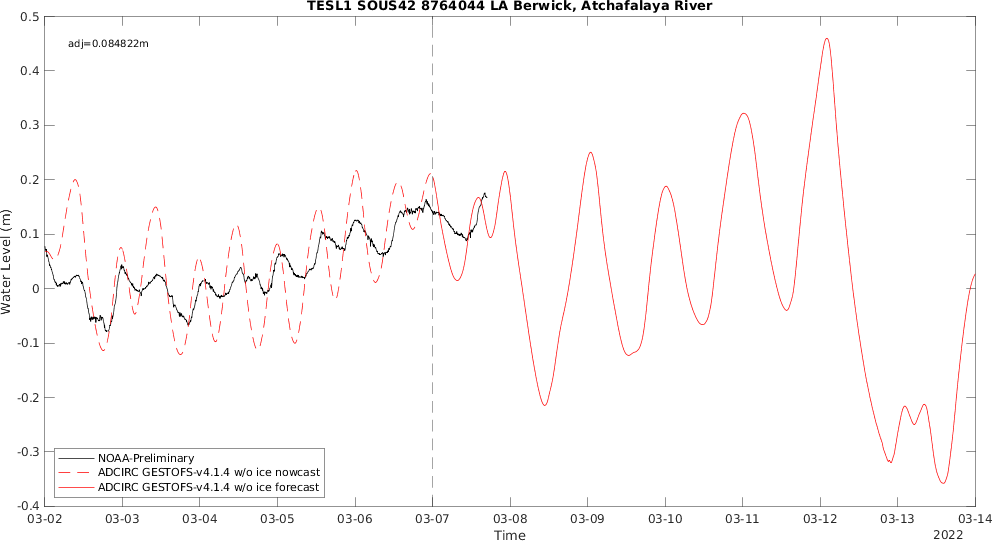 TESL1 SOUS42 8764044 LA Berwick, Atchafalaya River
adj=0.084822m
0.5
0.4
0.3
0.2
0.1
0
-0.1
-0.2
-0.3
-0.4
Water Level (m)
NOAA-Preliminary
ADCIRC GESTOFS-v4.1.4 w/o ice nowcast
ADCIRC GESTOFS-v4.1.4 w/o ice forecast
03-02 03-03 03-04 03-05 03-06 03-07 03-08 03-09 03-10 03-11 03-12 03-13 03-14
Time
2022